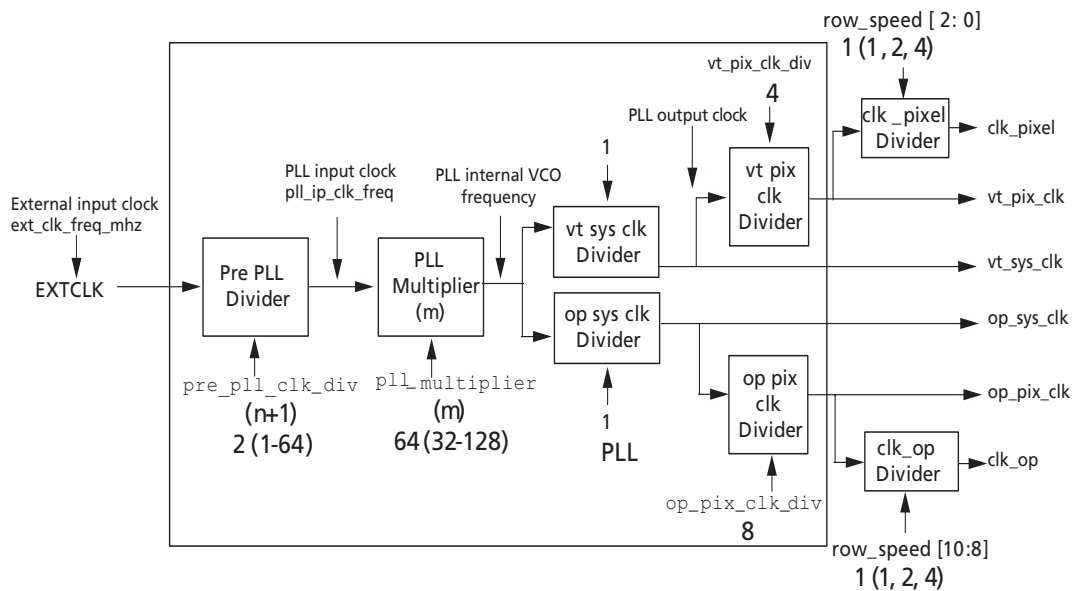 row_speed [ 2: 0]
1 (1, 2, 4)
vt_pix_clk_div
4
clk _pixel
Divider
clk_pixel
PLL output clock
1
vt pix
clk
Divider
vt_pix_clk
PLL input clock
pll_ip_clk_freq
PLL internal VCO
frequency
External input clock
ext_clk_freq_mhz
vt sys clk
Divider
vt_sys_clk
EXTCLK
Pre PLL
Divider
PLL
Multiplier
(m)
op sys clk
Divider
op_sys_clk
pre_pll_clk_div
(n+1)
2 (1-64)
pll_multiplier
(m)
64 (32-128)
1
PLL
op pix
clk
Divider
op_pix_clk
clk_op
Divider
clk_op
op_pix_clk_div
8
row_speed [10:8]
1 (1, 2, 4)